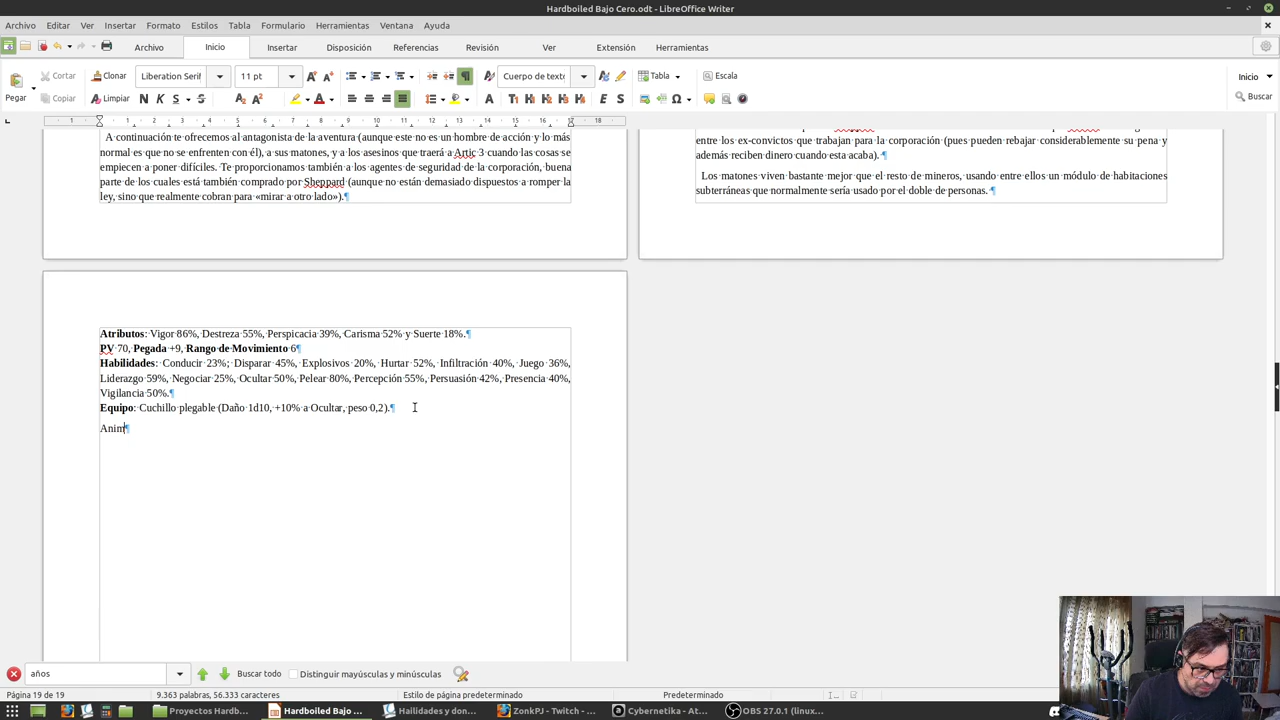 Hardboiled Bajo Cero.odt - LibreOffice Writer
Archivo Editar Ver Insertar Formato Estilos Tabla Formulario Herramientas Ventana Ayuda
Archivo Inicio Insertar Disposición Referencias Revisión Ver Extensión Herramientas
Pegar Cortar Clonar Liberation Serif 11 pt Cuerpo de texto Tabla Escala Inicio
Copiar Limpiar Buscar
A continuación te ofrecemos al antagonista de la aventura (aunque este no es un hombre de acción y lo más
normal es que no se enfrenten con él), a sus matones, y a los asesinos que traerá a Artic 3 cuando las cosas se
empiecen a poner difíciles. Te proporcionamos también a los agentes de seguridad de la corporación, buena
parte de los cuales está también comprado por Sheppard (aunque no están demasiado dispuestos a romper la
ley, sino que realmente cobran para «mirar a otro lado»).¶
entre los ex-convictos que trabajan para la corporación (pues pueden rebajar considerablemente su pena y
además reciben dinero cuando esta acaba). ¶
Los matones viven bastante mejor que el resto de mineros, usando entre ellos un módulo de habitaciones
subterráneas que normalmente sería usado por el doble de personas. ¶
Atributos: Vigor 86%, Destreza 55%, Perspicacia 39%, Carisma 52% y Suerte 18%.¶
PV 70, Pegada +9, Rango de Movimiento 6¶
Habilidades: Conducir 23%; Disparar 45%, Explosivos 20%, Hurtar 52%, Infiltración 40%, Juego 36%,
Liderazgo 59%, Negociar 25%, Ocultar 50%, Pelear 80%, Percepción 55%, Persuasión 42%, Presencia 40%,
Vigilancia 50%.¶
Equipo: Cuchillo plegable (Daño 1d10, +10% a Ocultar, peso 0,2).¶
Anim¶
años Buscar todo Distinguir mayúsculas y minúsculas
Página 19 de 19 9.363 palabras, 56.333 caracteres Estilo de página predeterminado Predeterminado
Proyectos Hardb... Hardboiled Bajo ... Hailidades y don... ZonkPJ - Twitch - ... Cybernetika - At... OBS 27.0.1 (linux...